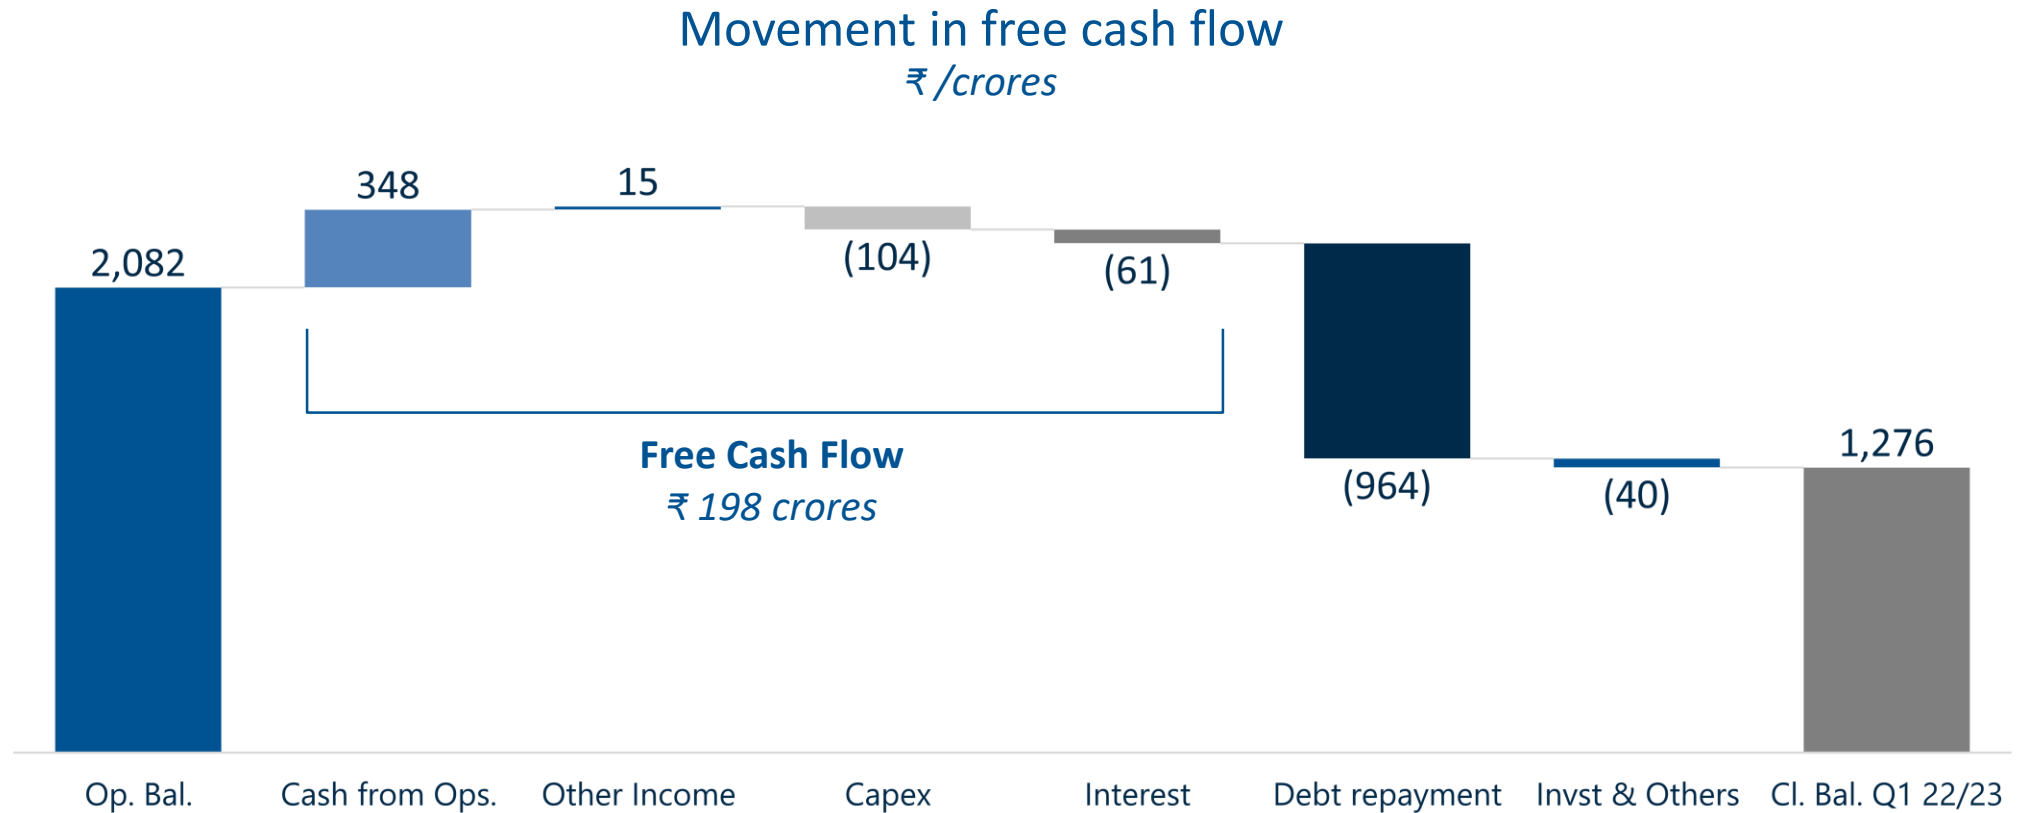 Movement in free cash flow
₹ /crores
2,082
348
15
(104)
(61)
(964)
(40)
1,276
Free Cash Flow
₹ 198 crores
Op. Bal.
Cash from Ops.
Other Income
Capex
Interest
Debt repayment
Invst & Others
Cl. Bal. Q1 22/23